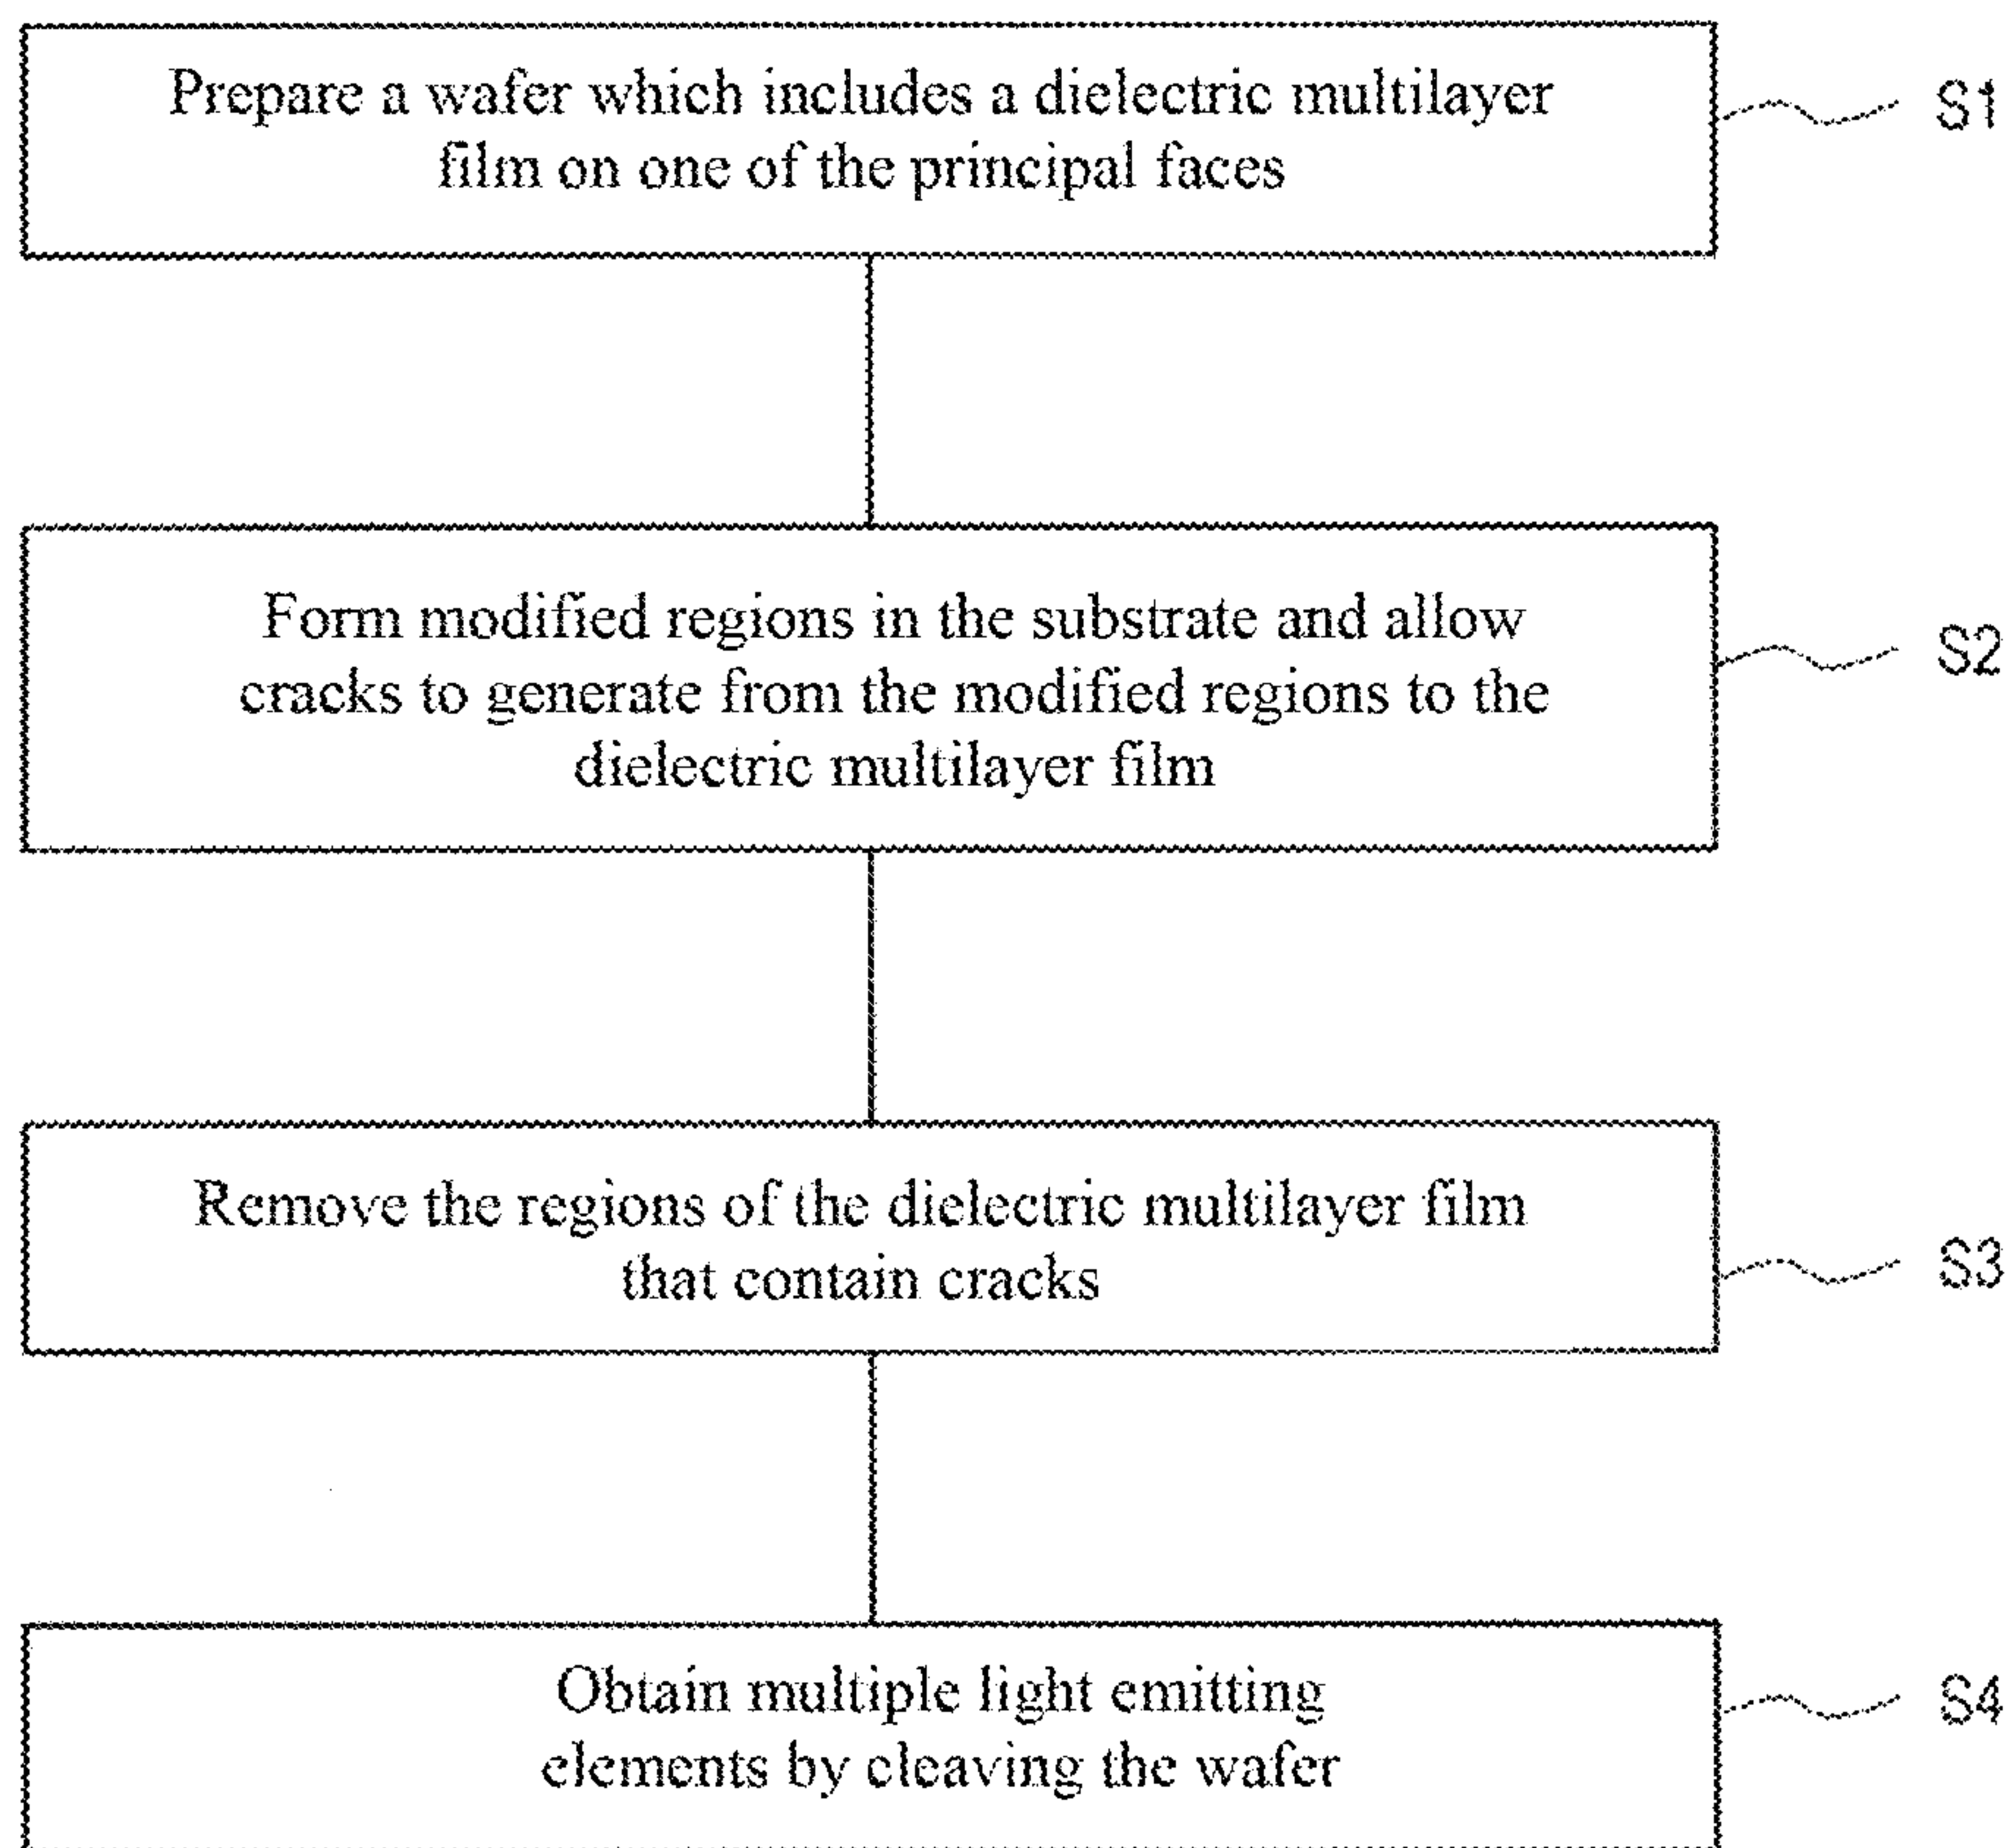 Prepare a wafer which includes a dielectric multilayer
film on one of the principal faces
S1
Form modified regions in the substrate and allow
cracks to generate from the modified regions to the
dielectric multilayer film
S2
Remove the regions of the dielectric multilayer film
that contain cracks
S3
Obtain multiple light emitting
elements by cleaving the wafer
S4